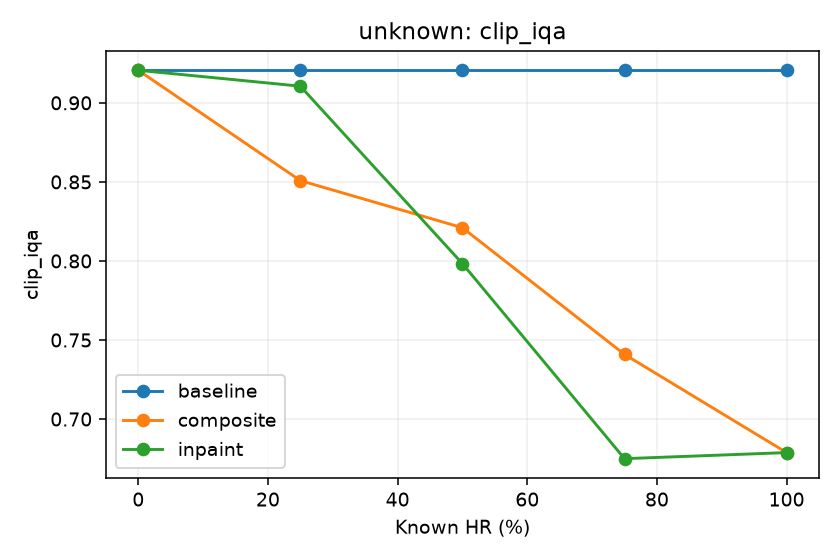 unknown: clip_iqa
clip_iqa
0.90
0.85
0.80
0.75
0.70
baseline
composite
inpaint
0 20 40 60 80 100
Known HR (%)